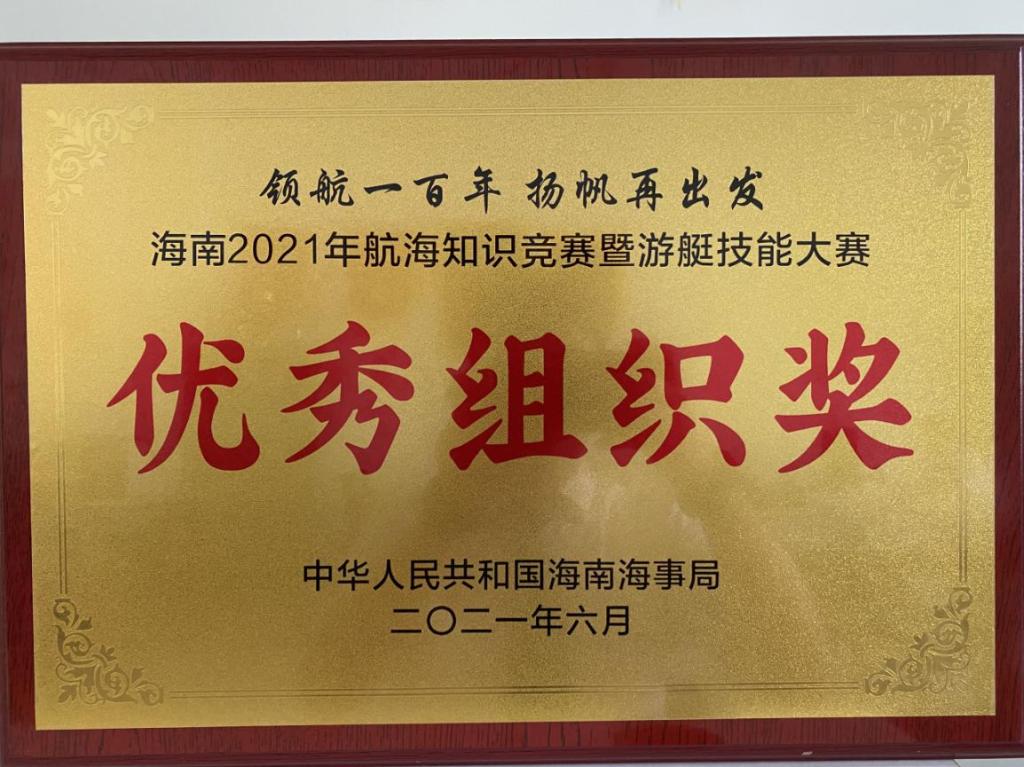 领航一百年 扬帆再出发
海南2021年航海知识竞赛暨游艇技能大赛
优秀组织奖
中华人民共和国海南海事局
二〇二一年六月